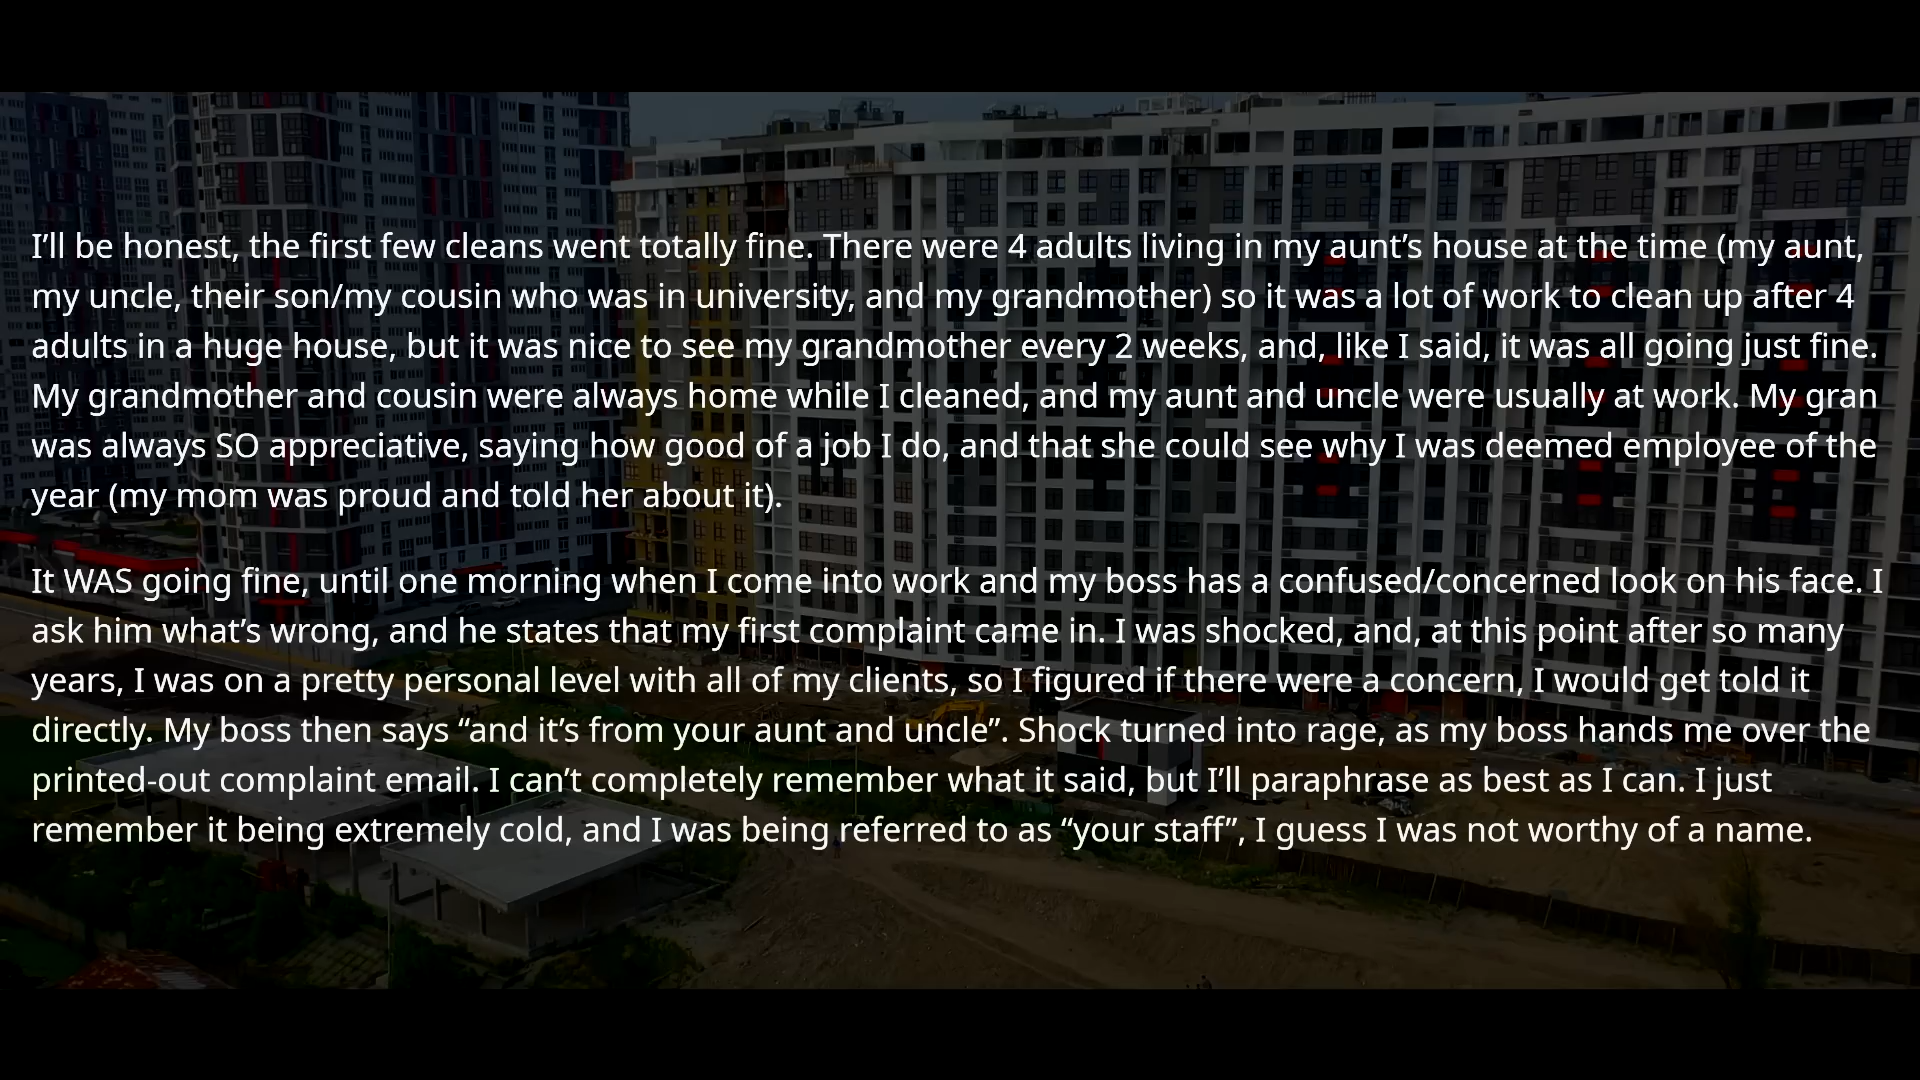 I’ll be honest, the first few cleans went totally fine. There were 4 adults living in my aunt’s house at the time (my aunt,
my uncle, their son/my cousin who was in university, and my grandmother) so it was a lot of work to clean up after 4
adults in a huge house, but it was nice to see my grandmother every 2 weeks, and, like I said, it was all going just fine.
My grandmother and cousin were always home while I cleaned, and my aunt and uncle were usually at work. My gran
was always SO appreciative, saying how good of a job I do, and that she could see why I was deemed employee of the
year (my mom was proud and told her about it).
It WAS going fine, until one morning when I come into work and my boss has a confused/concerned look on his face. I
ask him what’s wrong, and he states that my first complaint came in. I was shocked, and, at this point after so many
years, I was on a pretty personal level with all of my clients, so I figured if there were a concern, I would get told it
directly. My boss then says “and it’s from your aunt and uncle”. Shock turned into rage, as my boss hands me over the
printed-out complaint email. I can’t completely remember what it said, but I’ll paraphrase as best as I can. I just
remember it being extremely cold, and I was being referred to as “your staff”, I guess I was not worthy of a name.